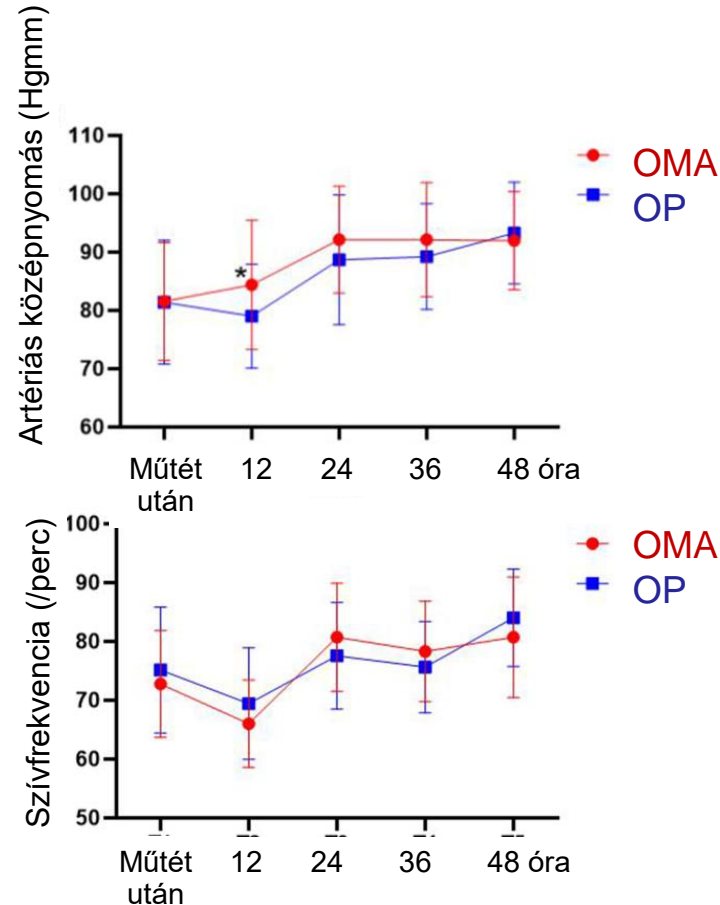 Artériás középnyomás (Hgmm)
110
100
90
80
70
60
*
OMA
OP
Műtét
után
12
24
36
48 óra
Szívfrekvencia (/perc)
100
90
80
70
60
50
OMA
OP
Műtét
után
12
24
36
48 óra